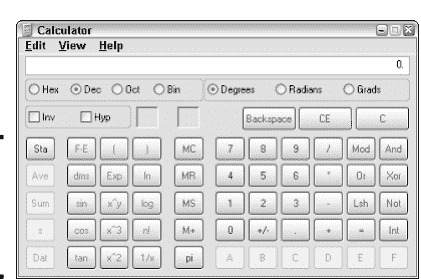 Calculator
Edit View Help
0.
Hex Dec Oct Bin Degrees Radians Grads
Inv Hyp Backspace CE C
Sta F-E ( ) MC 7 8 9 / Mod And
Ave dms Exp ln MR 4 5 6 * Or Xor
Sum sin x^y log MS 1 2 3 - Lsh Not
s cos x^3 n! M+ 0 +/- . + = Int
Dat tan x^2 1/x pi A B C D E F